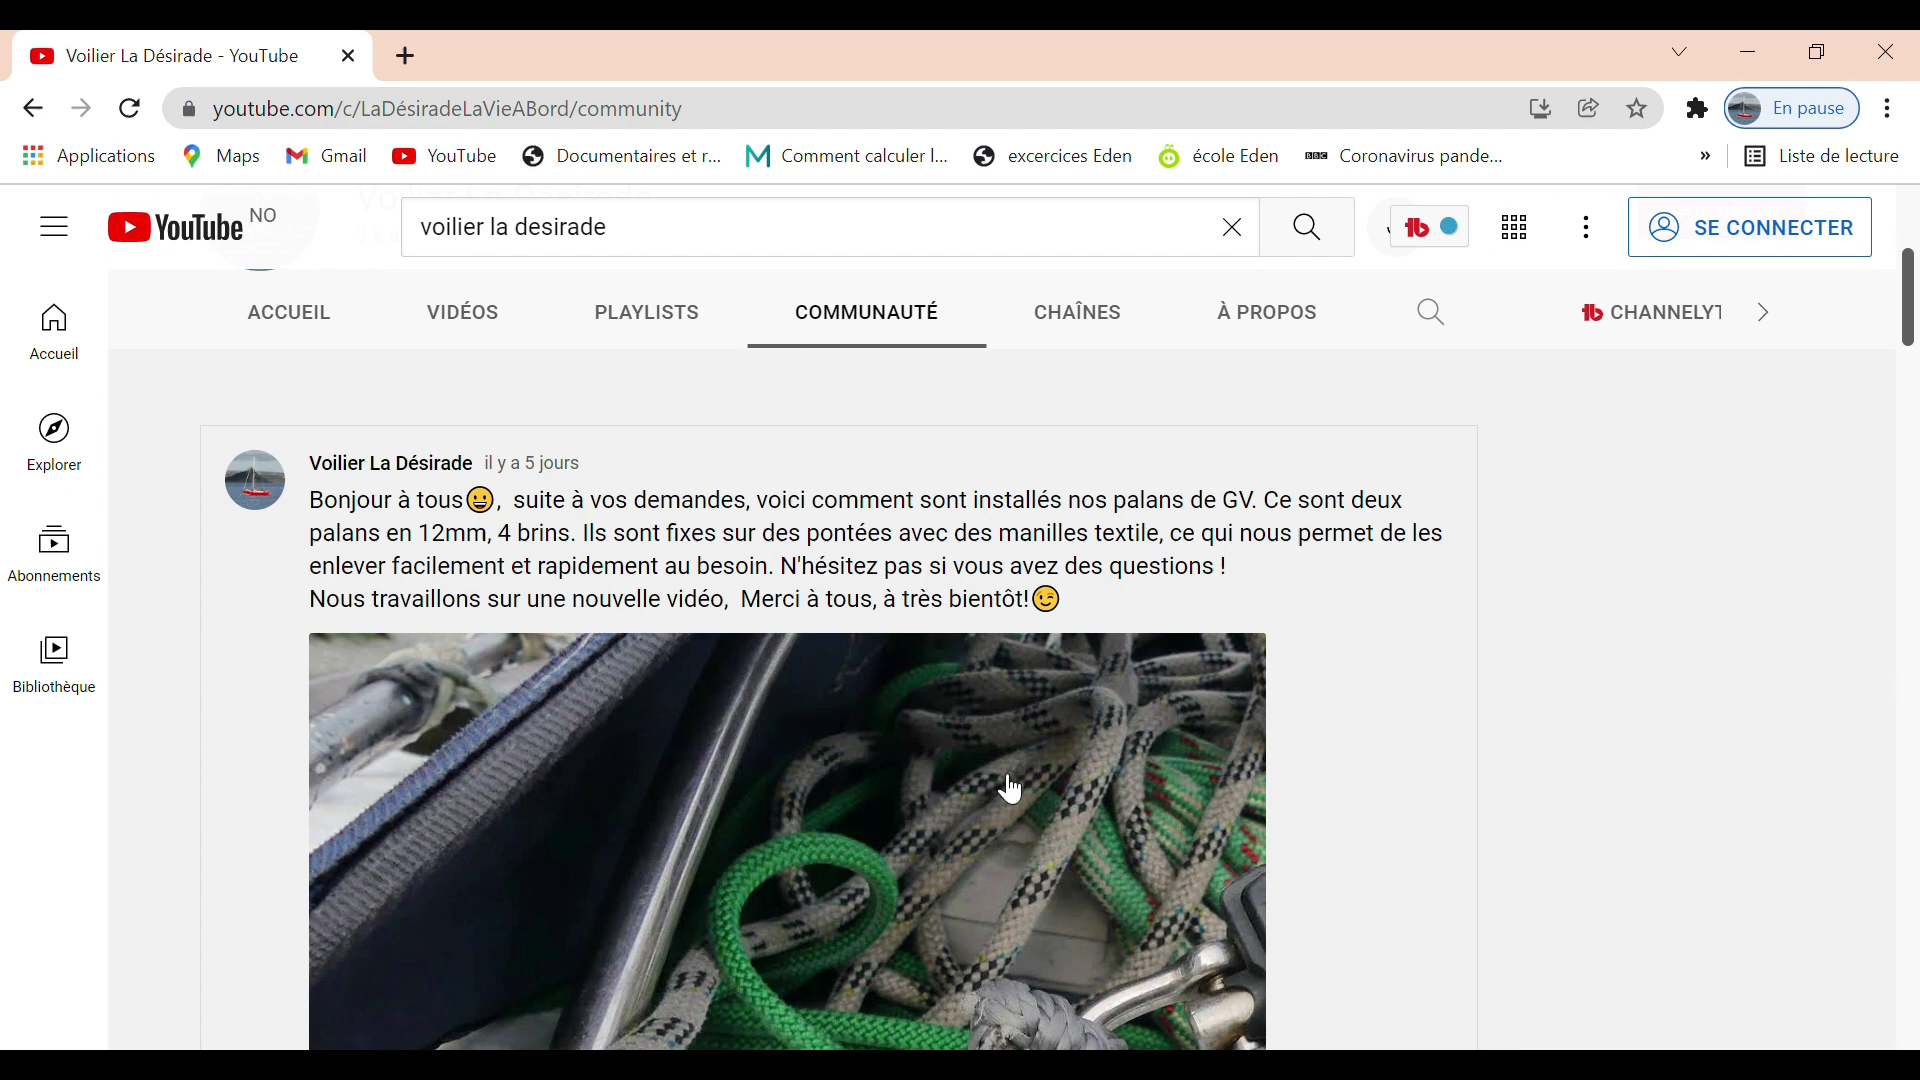 Voilier La Désirade - YouTube
youtube.com/c/LaDésiradeLaVieABord/community
En pause
Applications Maps Gmail YouTube Documentaires et r... Comment calculer l... excercices Eden école Eden BBC Coronavirus pande... » Liste de lecture
YouTube NO voilier la desirade SE CONNECTER
ACCUEIL VIDÉOS PLAYLISTS COMMUNAUTÉ CHAÎNES À PROPOS CHANNELYT
Accueil
Explorer
Abonnements
Bibliothèque
Voilier La Désirade il y a 5 jours
Bonjour à tous😀, suite à vos demandes, voici comment sont installés nos palans de GV. Ce sont deux
palans en 12mm, 4 brins. Ils sont fixes sur des pontées avec des manilles textile, ce qui nous permet de les
enlever facilement et rapidement au besoin. N'hésitez pas si vous avez des questions !
Nous travaillons sur une nouvelle vidéo, Merci à tous, à très bientôt!😉